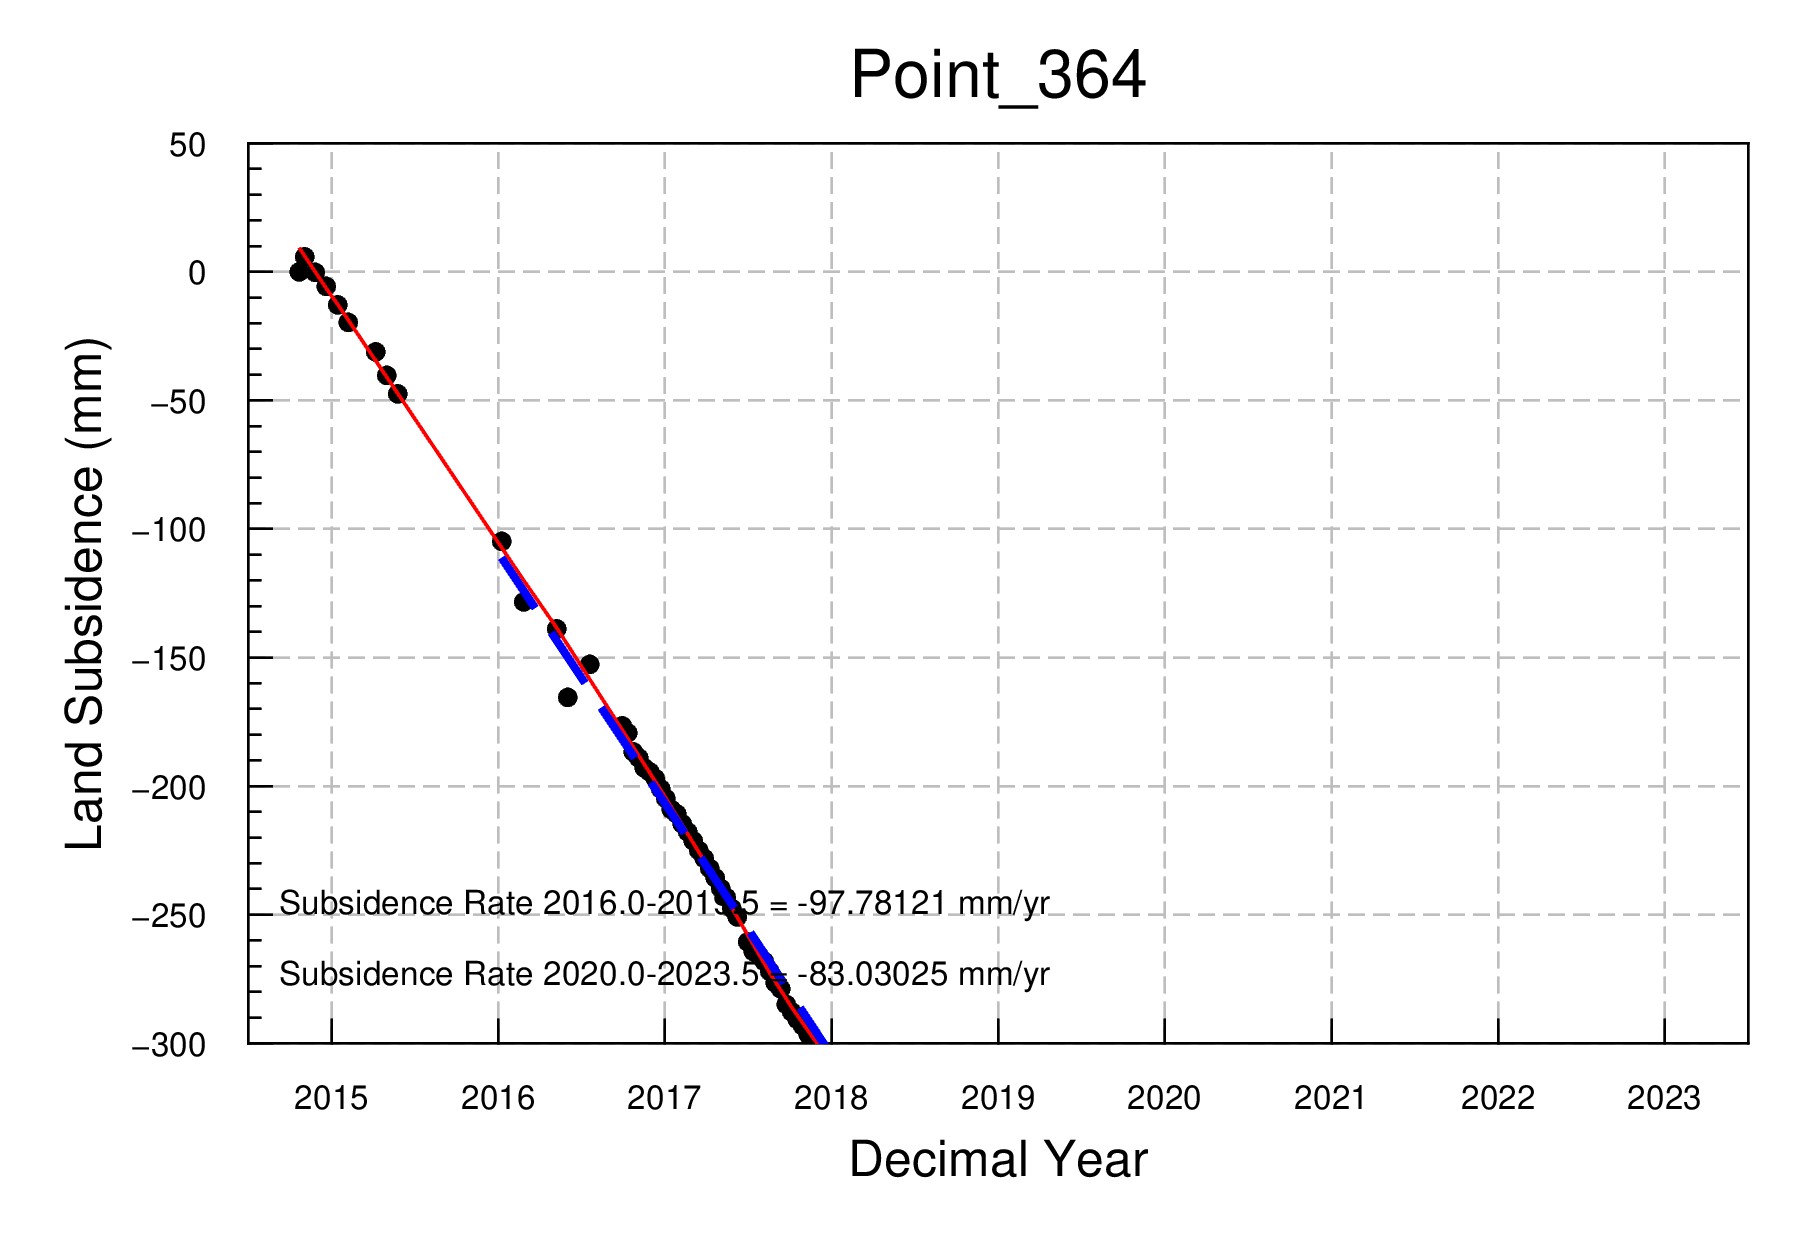 Point_364
50
0
−50
−100
−150
−200
−250
−300
Land Subsidence (mm)
Subsidence Rate 2016.0-2019.5 = -97.78121 mm/yr
Subsidence Rate 2020.0-2023.5 = -83.03025 mm/yr
2015 2016 2017 2018 2019 2020 2021 2022 2023
Decimal Year